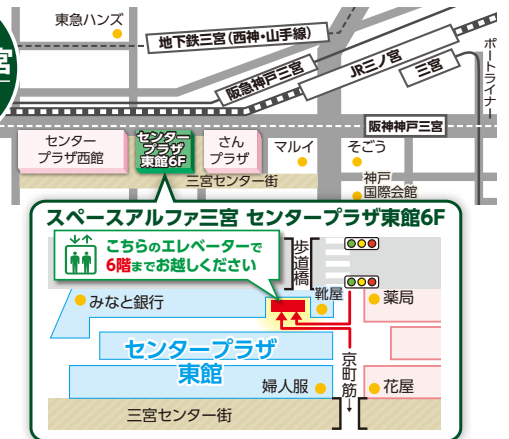 東急ハンズ
地下鉄三宮(西神・山手線)
宮
阪急神戸三宮
JR三ノ宮
三宮
ポートライナー
阪神神戸三宮
センター
プラザ西館
センター
プラザ
東館6F
さん
プラザ
マルイ
そごう
三宮センター街
神戸
国際会館
スペースアルファ三宮 センタープラザ東館6F
こちらのエレベーターで
6階までお越しください
歩道橋
みなと銀行
靴屋
薬局
センタープラザ
東館
京町筋
婦人服
花屋
三宮センター街